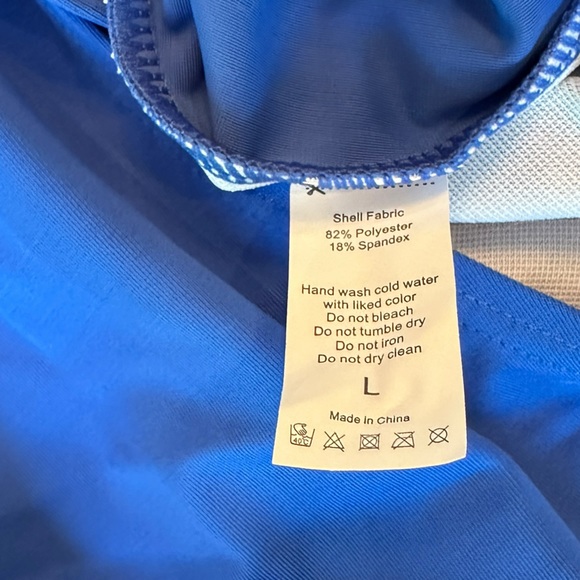 Shell Fabric
82% Polyester
18% Spandex
Hand wash cold water
with liked color
Do not bleach
Do not tumble dry
Do not iron
Do not dry clean
L
Made in China
40°C